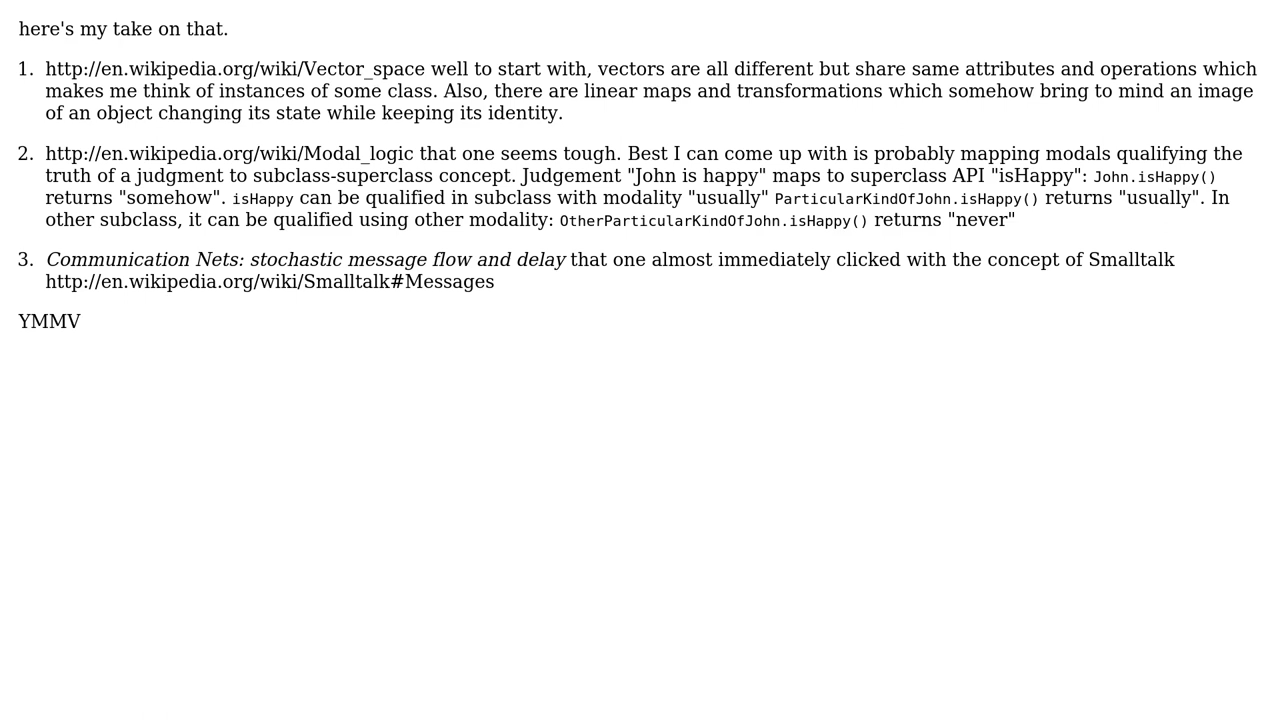 here's my take on that.
1. http://en.wikipedia.org/wiki/Vector_space well to start with, vectors are all different but share same attributes and operations which
makes me think of instances of some class. Also, there are linear maps and transformations which somehow bring to mind an image
of an object changing its state while keeping its identity.
2. http://en.wikipedia.org/wiki/Modal_logic that one seems tough. Best I can come up with is probably mapping modals qualifying the
truth of a judgment to subclass-superclass concept. Judgement "John is happy" maps to superclass API "isHappy": John.isHappy()
returns "somehow". isHappy can be qualified in subclass with modality "usually" ParticularKindOfJohn.isHappy() returns "usually". In
other subclass, it can be qualified using other modality: OtherParticularKindOfJohn.isHappy() returns "never"
3. Communication Nets: stochastic message flow and delay that one almost immediately clicked with the concept of Smalltalk
http://en.wikipedia.org/wiki/Smalltalk#Messages
YMMV